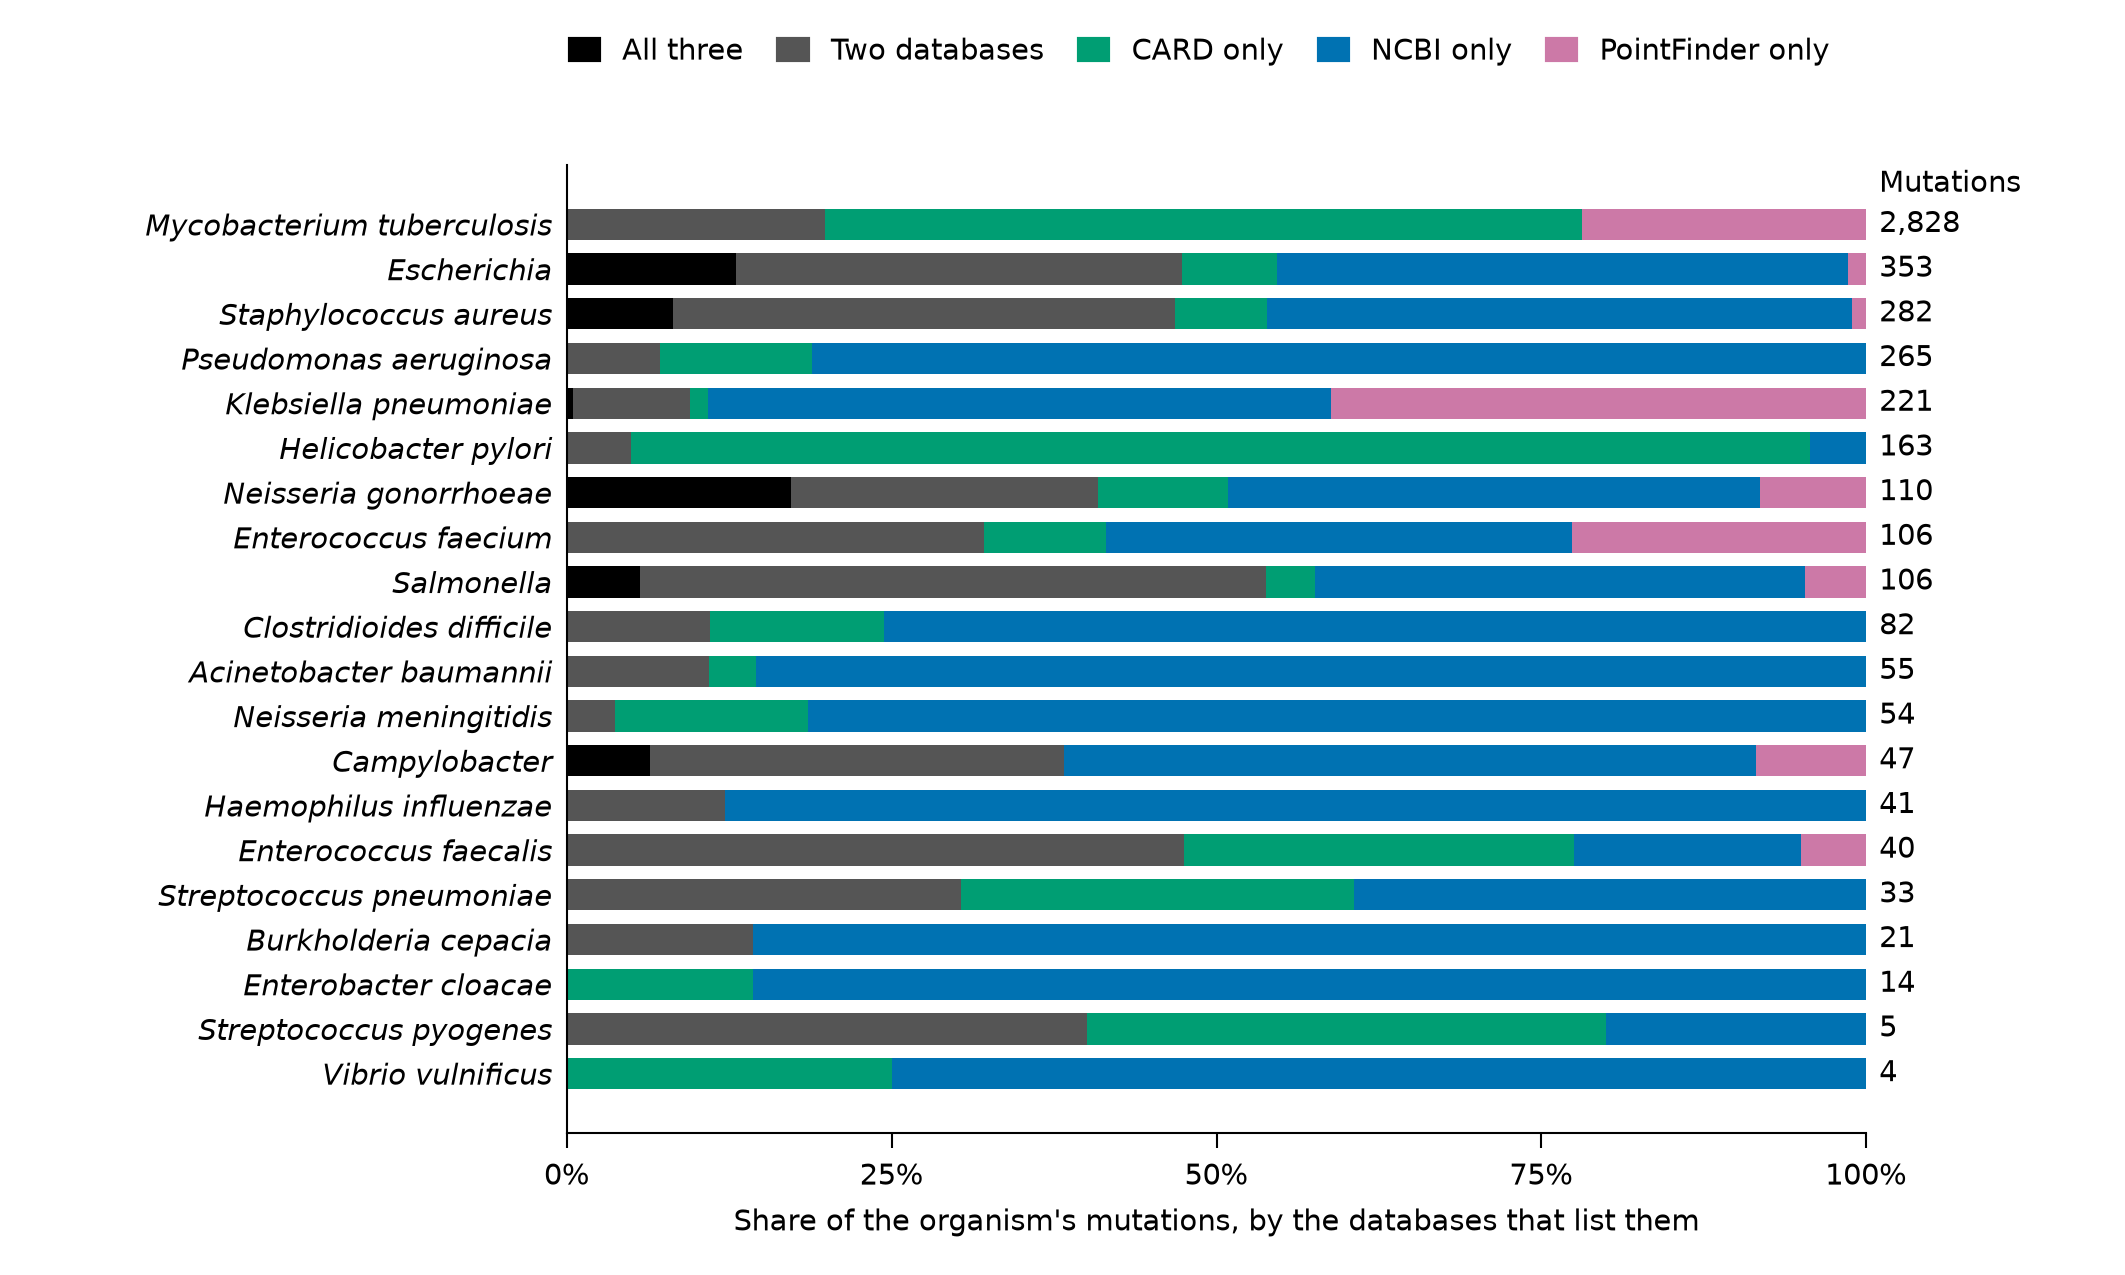 All three Two databases CARD only NCBI only PointFinder only
Mutations
Mycobacterium tuberculosis 2,828
Escherichia 353
Staphylococcus aureus 282
Pseudomonas aeruginosa 265
Klebsiella pneumoniae 221
Helicobacter pylori 163
Neisseria gonorrhoeae 110
Enterococcus faecium 106
Salmonella 106
Clostridioides difficile 82
Acinetobacter baumannii 55
Neisseria meningitidis 54
Campylobacter 47
Haemophilus influenzae 41
Enterococcus faecalis 40
Streptococcus pneumoniae 33
Burkholderia cepacia 21
Enterobacter cloacae 14
Streptococcus pyogenes 5
Vibrio vulnificus 4
0% 25% 50% 75% 100%
Share of the organism's mutations, by the databases that list them